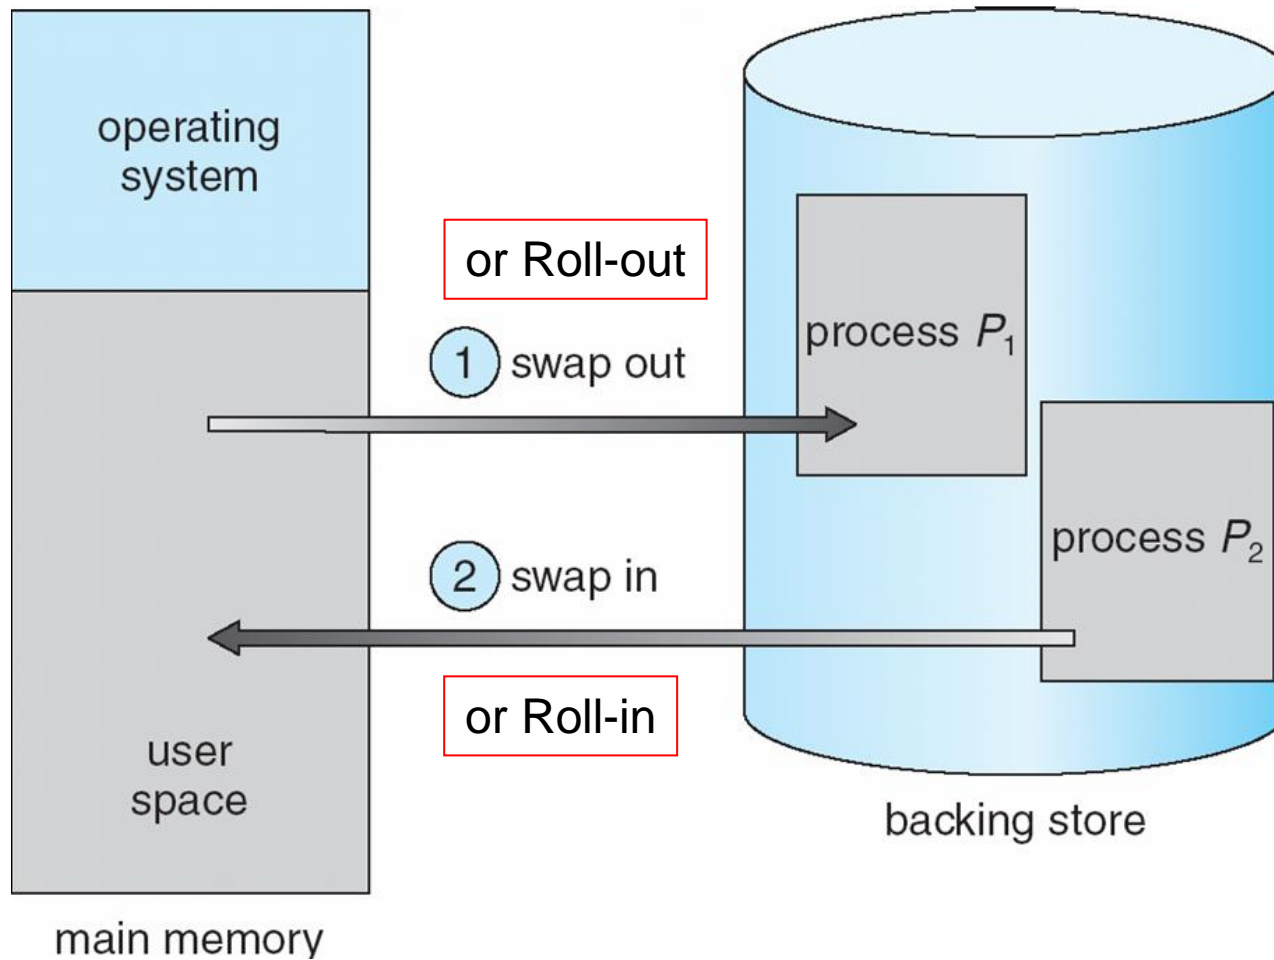 operating
system
or Roll-out
1 swap out
process P₁
process P₂
2 swap in
or Roll-in
user
space
backing store
main memory